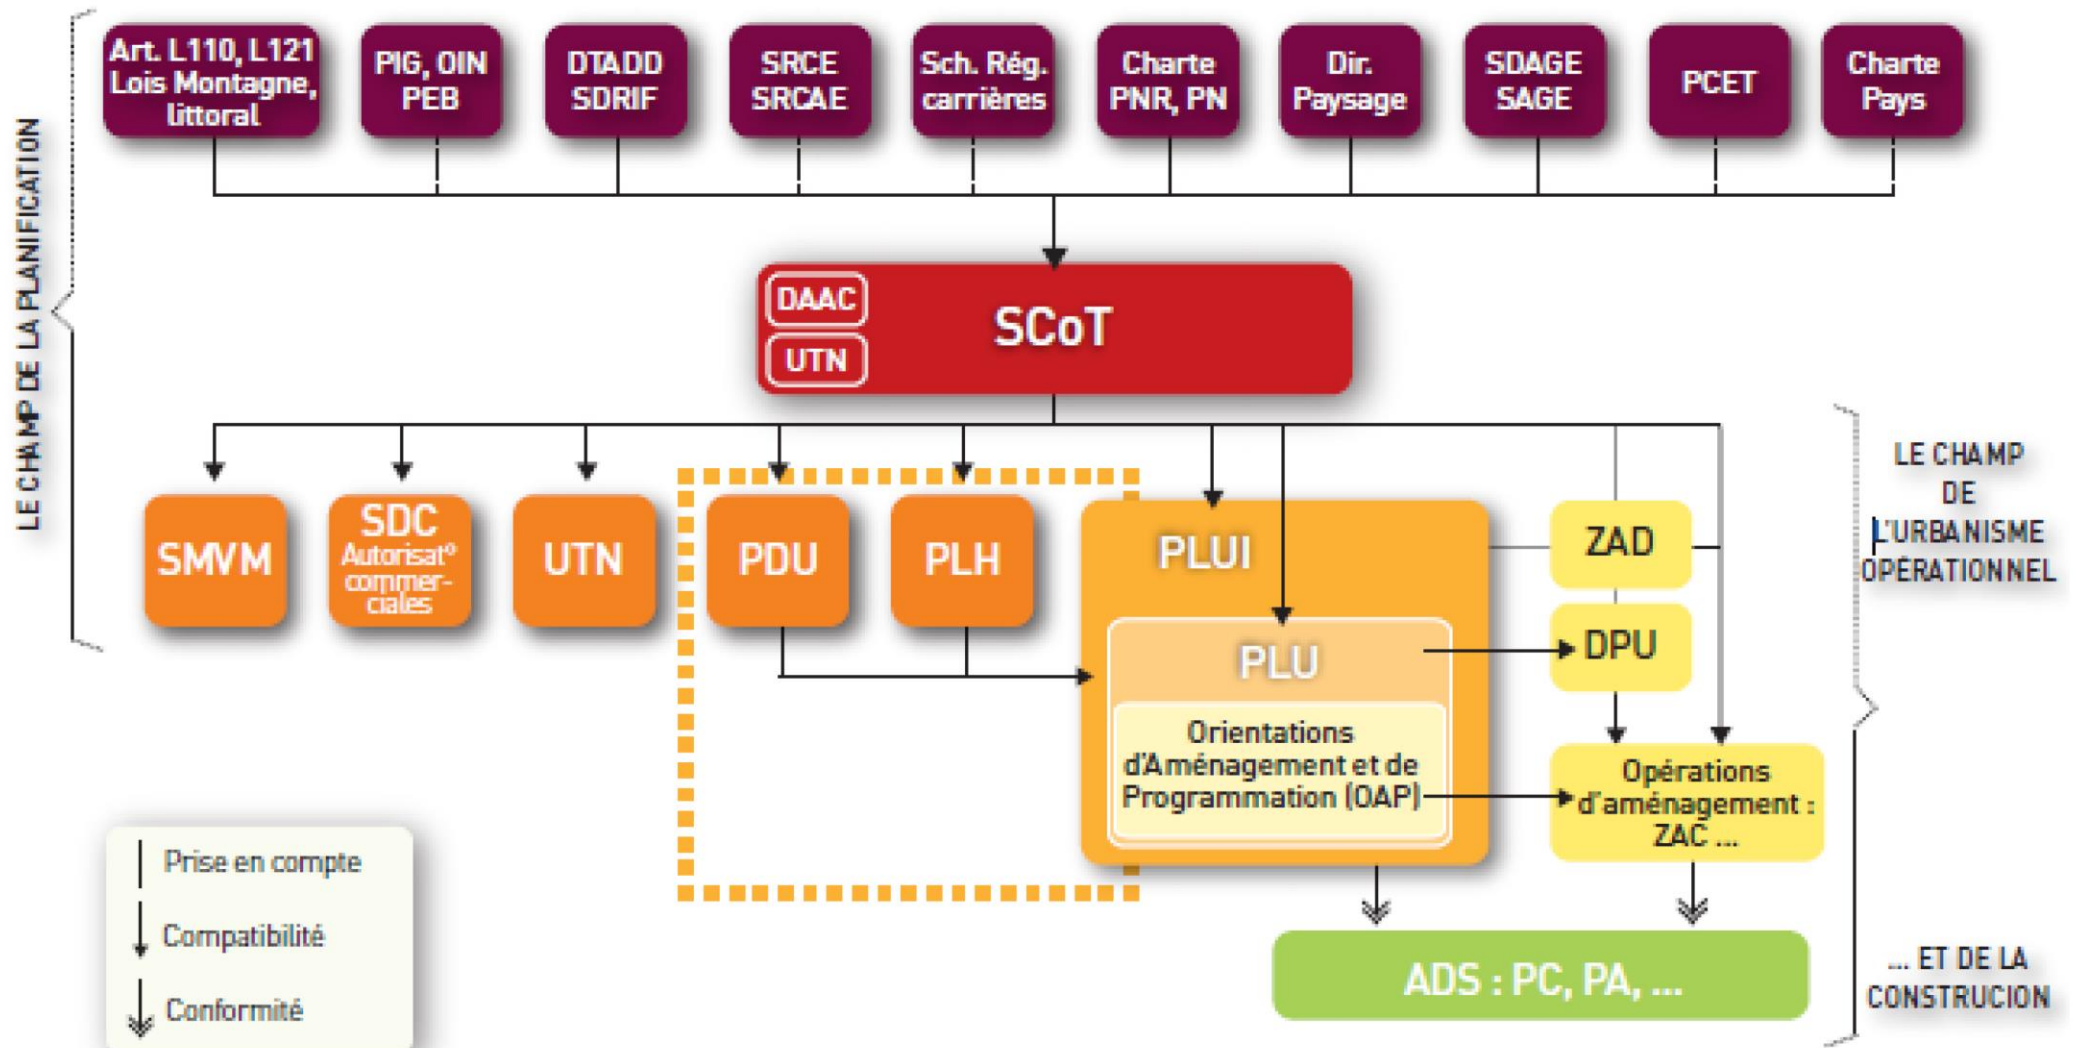 LE CHAMP DE LA PLANIFICATION
Art. L110, L121
Lois Montagne,
littoral
PIG, OIN
PEB
DTADD
SDRIF
SRCE
SRCAE
Sch. Rég.
carrières
Charte
PNR, PN
Dir.
Paysage
SDAGE
SAGE
PCET
Charte
Pays
DAAC
UTN
SCoT
SMVM
SDC
Autorisat°
commer-
ciales
UTN
PDU
PLH
PLUI
PLU
Orientations
d'Aménagement et de
Programmation (OAP)
ZAD
DPU
Opérations
d'aménagement :
ZAC ...
LE CHAMP
DE
L'URBANISME
OPÉRATIONNEL
... ET DE LA
CONSTRUCION
ADS : PC, PA, ...
Prise en compte
Compatibilité
Conformité